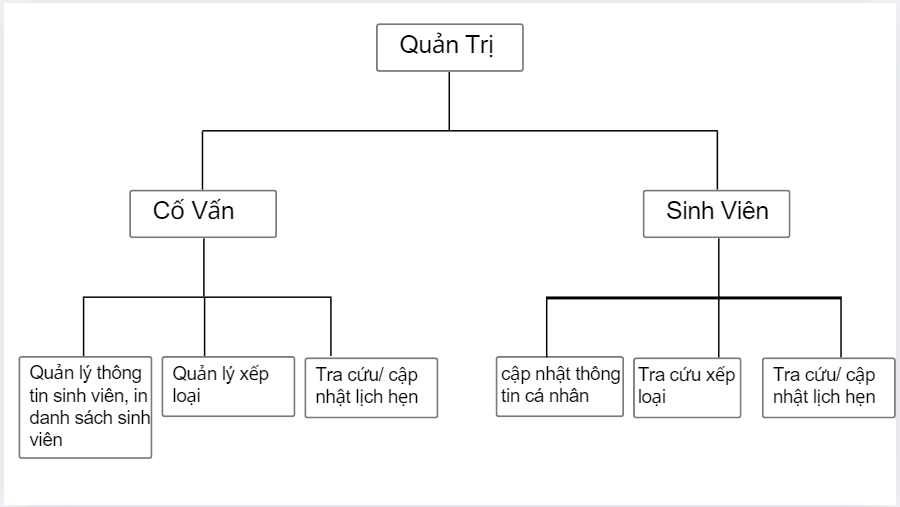 Quản Trị
Cố Vấn
Sinh Viên
Quản lý thông
tin sinh viên, in
danh sách sinh
viên
Quản lý xếp
loại
Tra cứu/ cập
nhật lịch hẹn
cập nhật thông
tin cá nhân
Tra cứu xếp
loại
Tra cứu/ cập
nhật lịch hẹn